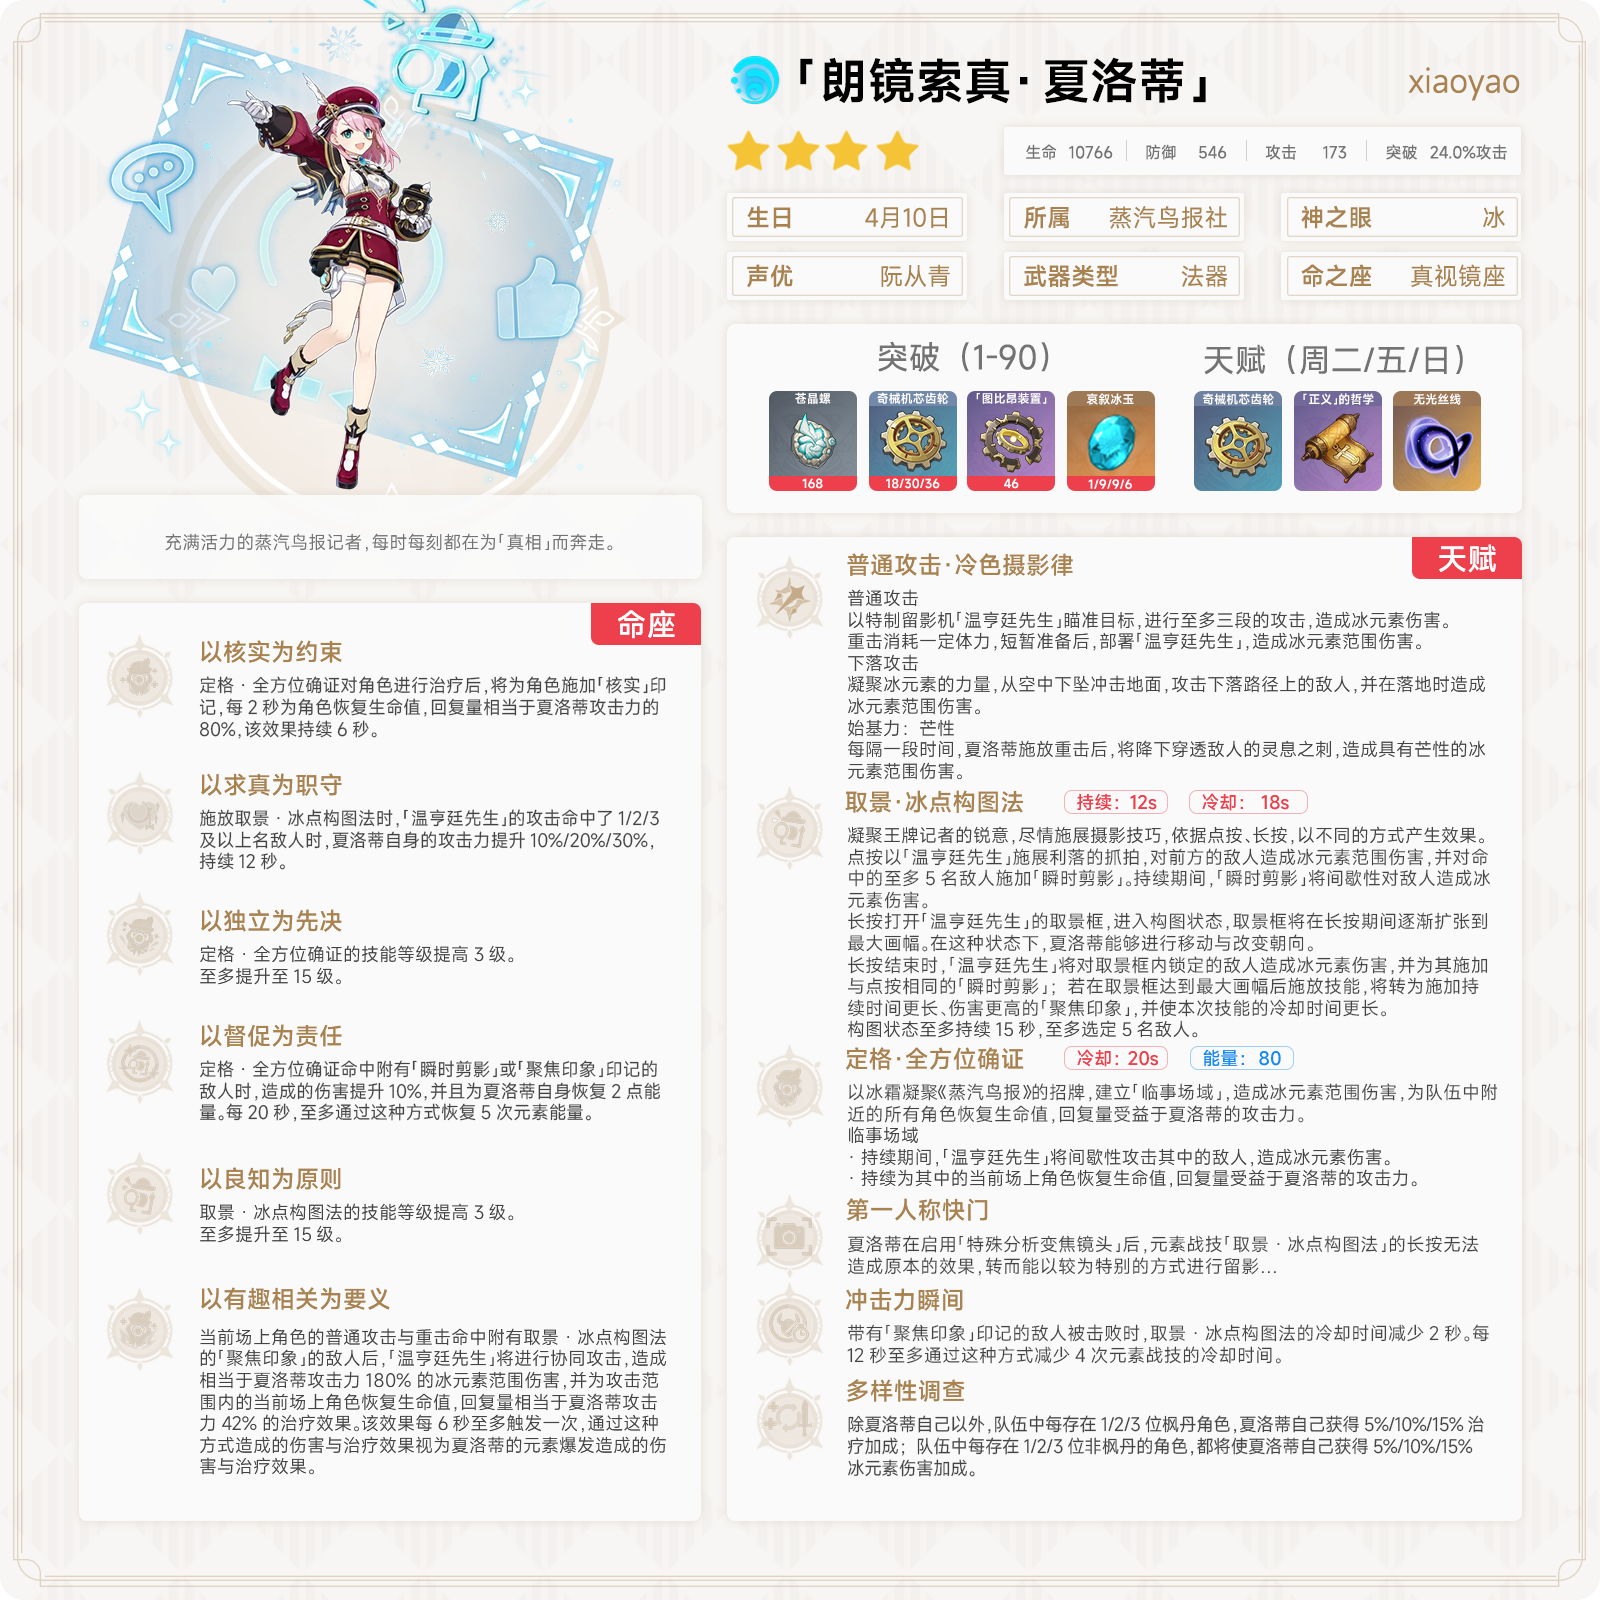 「朗镜索真·夏洛蒂」
xiaoyao
生命 10766 防御 546 攻击 173 突破 24.0%攻击
生日 4月10日 所属 蒸汽鸟报社 神之眼 冰
声优 阮从青 武器类型 法器 命之座 真视镜座
突破（1-90）
苍晶螺 奇械机芯齿轮 「图比昂装置」 哀叙冰玉
168 18/30/36 46 1/9/9/6
天赋（周二/五/日）
奇械机芯齿轮 「正义」的哲学 无光丝线
充满活力的蒸汽鸟报记者,每时每刻都在为「真相」而奔走。
命座
以核实为约束
定格 · 全方位确证对角色进行治疗后,将为角色施加「核实」印
记,每 2 秒为角色恢复生命值,回复量相当于夏洛蒂攻击力的
80%,该效果持续 6 秒。
以求真为职守
施放取景 · 冰点构图法时,「温亨廷先生」的攻击命中了 1/2/3
及以上名敌人时,夏洛蒂自身的攻击力提升 10%/20%/30%,
持续 12 秒。
以独立为先决
定格 · 全方位确证的技能等级提高 3 级。
至多提升至 15 级。
以督促为责任
定格 · 全方位确证命中附有「瞬时剪影」或「聚焦印象」印记的
敌人时,造成的伤害提升 10%,并且为夏洛蒂自身恢复 2 点能
量。每 20 秒,至多通过这种方式恢复 5 次元素能量。
以良知为原则
取景 · 冰点构图法的技能等级提高 3 级。
至多提升至 15 级。
以有趣相关为要义
当前场上角色的普通攻击与重击命中附有取景 · 冰点构图法
的「聚焦印象」的敌人后,「温亨廷先生」将进行协同攻击,造成
相当于夏洛蒂攻击力 180% 的冰元素范围伤害,并为攻击范
围内的当前场上角色恢复生命值,回复量相当于夏洛蒂攻击
力 42% 的治疗效果。该效果每 6 秒至多触发一次,通过这种
方式造成的伤害与治疗效果视为夏洛蒂的元素爆发造成的伤
害与治疗效果。
天赋
普通攻击·冷色摄影律
普通攻击
以特制留影机「温亨廷先生」瞄准目标,进行至多三段的攻击,造成冰元素伤害。
重击消耗一定体力,短暂准备后,部署「温亨廷先生」,造成冰元素范围伤害。
下落攻击
凝聚冰元素的力量,从空中下坠冲击地面,攻击下落路径上的敌人,并在落地时造成
冰元素范围伤害。
始基力：芒性
每隔一段时间,夏洛蒂施放重击后,将降下穿透敌人的灵息之刺,造成具有芒性的冰
元素范围伤害。
取景·冰点构图法 持续：12s 冷却： 18s
凝聚王牌记者的锐意,尽情施展摄影技巧,依据点按、长按,以不同的方式产生效果。
点按以「温亨廷先生」施展利落的抓拍,对前方的敌人造成冰元素范围伤害,并对命
中的至多 5 名敌人施加「瞬时剪影」。持续期间,「瞬时剪影」将间歇性对敌人造成冰
元素伤害。
长按打开「温亨廷先生」的取景框,进入构图状态,取景框将在长按期间逐渐扩张到
最大画幅。在这种状态下,夏洛蒂能够进行移动与改变朝向。
长按结束时,「温亨廷先生」将对取景框内锁定的敌人造成冰元素伤害,并为其施加
与点按相同的「瞬时剪影」；若在取景框达到最大画幅后施放技能,将转为施加持
续时间更长、伤害更高的「聚焦印象」,并使本次技能的冷却时间更长。
构图状态至多持续 15 秒,至多选定 5 名敌人。
定格·全方位确证 冷却：20s 能量：80
以冰霜凝聚《蒸汽鸟报》的招牌,建立「临事场域」,造成冰元素范围伤害,为队伍中附
近的所有角色恢复生命值,回复量受益于夏洛蒂的攻击力。
临事场域
· 持续期间,「温亨廷先生」将间歇性攻击其中的敌人,造成冰元素伤害。
· 持续为其中的当前场上角色恢复生命值,回复量受益于夏洛蒂的攻击力。
第一人称快门
夏洛蒂在启用「特殊分析变焦镜头」后,元素战技「取景 · 冰点构图法」的长按无法
造成原本的效果,转而能以较为特别的方式进行留影...
冲击力瞬间
带有「聚焦印象」印记的敌人被击败时,取景 · 冰点构图法的冷却时间减少 2 秒。每
12 秒至多通过这种方式减少 4 次元素战技的冷却时间。
多样性调查
除夏洛蒂自己以外,队伍中每存在 1/2/3 位枫丹角色,夏洛蒂自己获得 5%/10%/15% 治
疗加成；队伍中每存在 1/2/3 位非枫丹的角色,都将使夏洛蒂自己获得 5%/10%/15%
冰元素伤害加成。